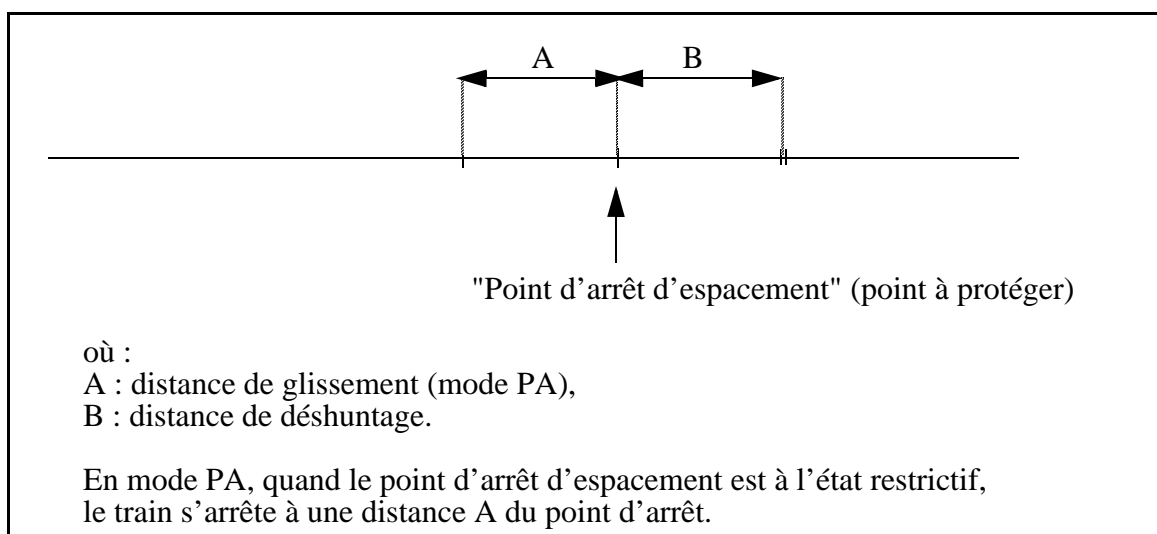 A B
"Point d'arrêt d'espacement" (point à protéger)
où :
A : distance de glissement (mode PA),
B : distance de déshuntage.
En mode PA, quand le point d'arrêt d'espacement est à l'état restrictif,
le train s'arrête à une distance A du point d'arrêt.